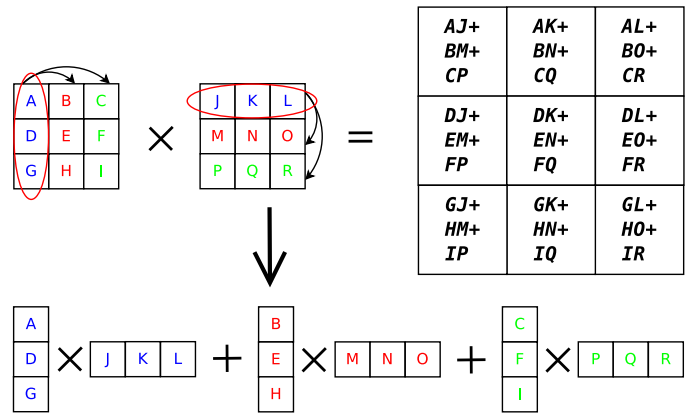 A B C
D E F
G H I
×
J K L
M N O
P Q R
=
AJ+ AK+ AL+
BM+ BN+ BO+
CP CQ CR
DJ+ DK+ DL+
EM+ EN+ EO+
FP FQ FR
GJ+ GK+ GL+
HM+ HN+ HO+
IP IQ IR
A
D
G
×
J K L
+
B
E
H
×
M N O
+
C
F
I
×
P Q R